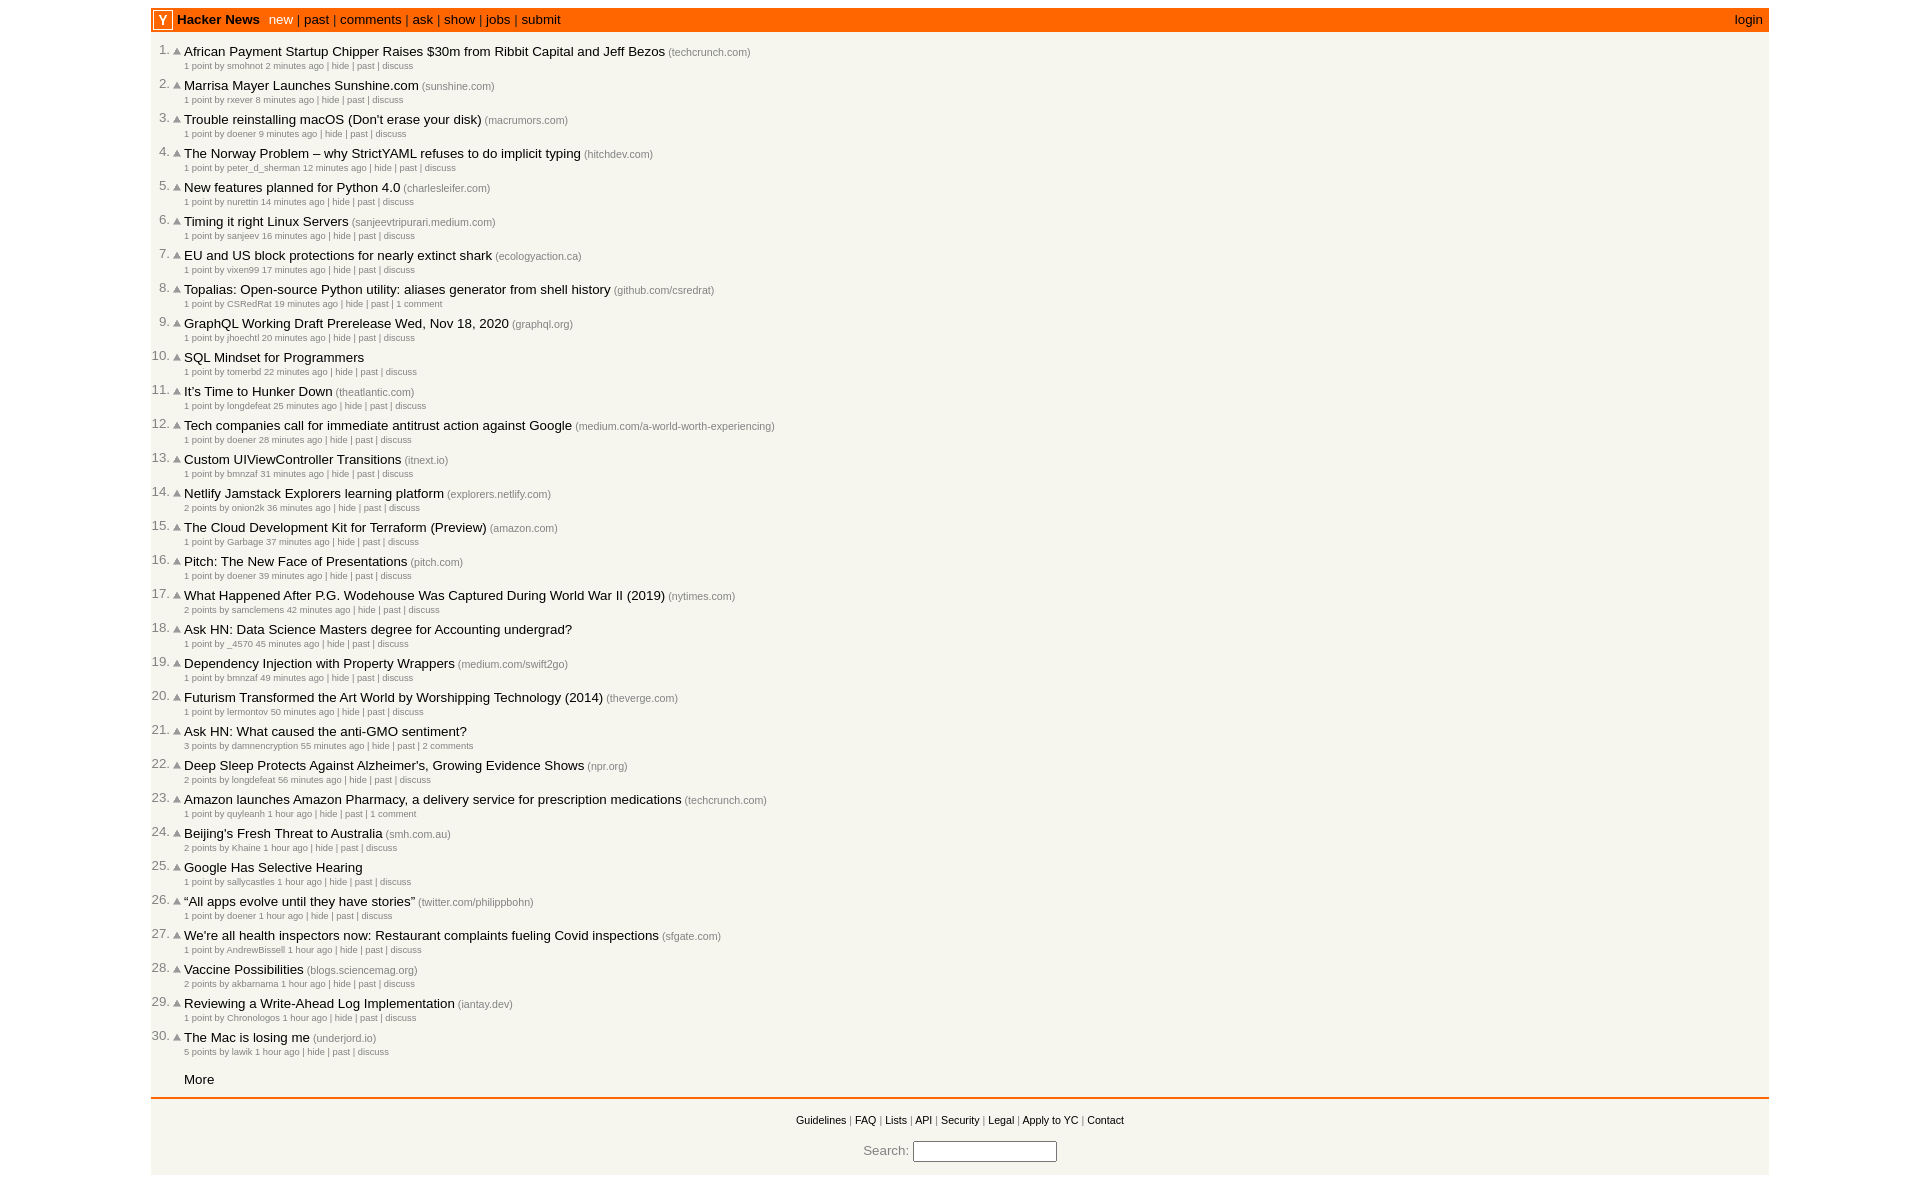 Y Hacker News new | past | comments | ask | show | jobs | submit login
1. African Payment Startup Chipper Raises $30m from Ribbit Capital and Jeff Bezos (techcrunch.com)
1 point by smohnot 2 minutes ago | hide | past | discuss
2. Marrisa Mayer Launches Sunshine.com (sunshine.com)
1 point by rxever 8 minutes ago | hide | past | discuss
3. Trouble reinstalling macOS (Don't erase your disk) (macrumors.com)
1 point by doener 9 minutes ago | hide | past | discuss
4. The Norway Problem – why StrictYAML refuses to do implicit typing (hitchdev.com)
1 point by peter_d_sherman 12 minutes ago | hide | past | discuss
5. New features planned for Python 4.0 (charlesleifer.com)
1 point by nurettin 14 minutes ago | hide | past | discuss
6. Timing it right Linux Servers (sanjeevtripurari.medium.com)
1 point by sanjeev 16 minutes ago | hide | past | discuss
7. EU and US block protections for nearly extinct shark (ecologyaction.ca)
1 point by vixen99 17 minutes ago | hide | past | discuss
8. Topalias: Open-source Python utility: aliases generator from shell history (github.com/csredrat)
1 point by CSRedRat 19 minutes ago | hide | past | 1 comment
9. GraphQL Working Draft Prerelease Wed, Nov 18, 2020 (graphql.org)
1 point by jhoechtl 20 minutes ago | hide | past | discuss
10. SQL Mindset for Programmers
1 point by tomerbd 22 minutes ago | hide | past | discuss
11. It’s Time to Hunker Down (theatlantic.com)
1 point by longdefeat 25 minutes ago | hide | past | discuss
12. Tech companies call for immediate antitrust action against Google (medium.com/a-world-worth-experiencing)
1 point by doener 28 minutes ago | hide | past | discuss
13. Custom UIViewController Transitions (itnext.io)
1 point by bmnzaf 31 minutes ago | hide | past | discuss
14. Netlify Jamstack Explorers learning platform (explorers.netlify.com)
2 points by onion2k 36 minutes ago | hide | past | discuss
15. The Cloud Development Kit for Terraform (Preview) (amazon.com)
1 point by Garbage 37 minutes ago | hide | past | discuss
16. Pitch: The New Face of Presentations (pitch.com)
1 point by doener 39 minutes ago | hide | past | discuss
17. What Happened After P.G. Wodehouse Was Captured During World War II (2019) (nytimes.com)
2 points by samclemens 42 minutes ago | hide | past | discuss
18. Ask HN: Data Science Masters degree for Accounting undergrad?
1 point by _4570 45 minutes ago | hide | past | discuss
19. Dependency Injection with Property Wrappers (medium.com/swift2go)
1 point by bmnzaf 49 minutes ago | hide | past | discuss
20. Futurism Transformed the Art World by Worshipping Technology (2014) (theverge.com)
1 point by lermontov 50 minutes ago | hide | past | discuss
21. Ask HN: What caused the anti-GMO sentiment?
3 points by damnencryption 55 minutes ago | hide | past | 2 comments
22. Deep Sleep Protects Against Alzheimer's, Growing Evidence Shows (npr.org)
2 points by longdefeat 56 minutes ago | hide | past | discuss
23. Amazon launches Amazon Pharmacy, a delivery service for prescription medications (techcrunch.com)
1 point by quyleanh 1 hour ago | hide | past | 1 comment
24. Beijing's Fresh Threat to Australia (smh.com.au)
2 points by Khaine 1 hour ago | hide | past | discuss
25. Google Has Selective Hearing
1 point by sallycastles 1 hour ago | hide | past | discuss
26. “All apps evolve until they have stories” (twitter.com/philippbohn)
1 point by doener 1 hour ago | hide | past | discuss
27. We're all health inspectors now: Restaurant complaints fueling Covid inspections (sfgate.com)
1 point by AndrewBissell 1 hour ago | hide | past | discuss
28. Vaccine Possibilities (blogs.sciencemag.org)
2 points by akbarnama 1 hour ago | hide | past | discuss
29. Reviewing a Write-Ahead Log Implementation (iantay.dev)
1 point by Chronologos 1 hour ago | hide | past | discuss
30. The Mac is losing me (underjord.io)
5 points by lawik 1 hour ago | hide | past | discuss
More
Guidelines | FAQ | Lists | API | Security | Legal | Apply to YC | Contact
Search: